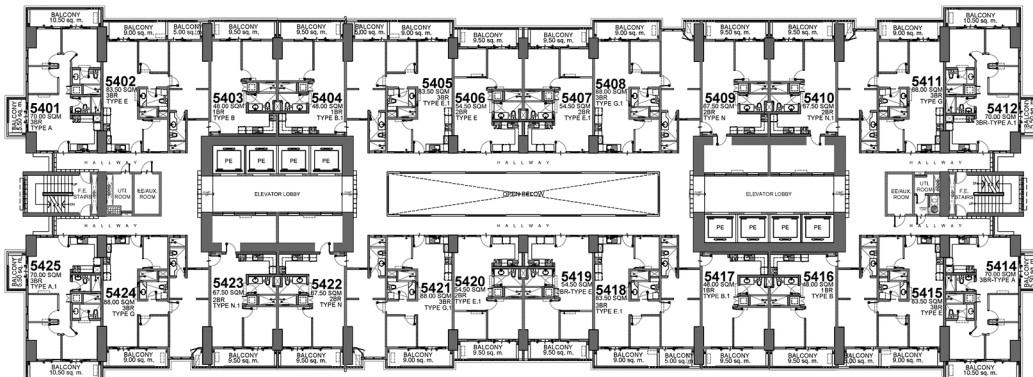 BALCONY
10.50 sq. m.
BALCONY
9.00 sq. m.
BALCONY
5.00 sq. m.
BALCONY
9.50 sq. m.
BALCONY
9.50 sq. m.
BALCONY
5.00 sq. m.
BALCONY
9.00 sq. m.
BALCONY
9.50 sq. m.
BALCONY
9.50 sq. m.
BALCONY
9.00 sq. m.
BALCONY
9.50 sq. m.
BALCONY
9.50 sq. m.
BALCONY
9.00 sq. m.
BALCONY
10.50 sq. m.
5401
70.00 SQM
3BR
TYPE A
BALCONY
5402
83.50 SQM
3BR
TYPE E
5403
48.00 SQM
1BR
TYPE B
5404
48.00 SQM
1BR
TYPE B.1
5405
83.50 SQM
3BR
TYPE E.1
5406
54.50 SQM
2BR
TYPE E
5407
54.50 SQM
2BR
TYPE E.1
5408
88.00 SQM
3BR
TYPE G.1
5409
67.50 SQM
2BR
TYPE N
5410
67.50 SQM
2BR
TYPE N.1
5411
88.00 SQM
3BR
TYPE G
5412
70.00 SQM
3BR-TYPE A.1
BALCONY
HALLWAY
HALLWAY
HALLWAY
PE
PE
PE
PE
F.E.
STAIRS
UTI.
ROOM
EE/AUX.
ROOM
ELEVATOR LOBBY
OPEN BELOW
ELEVATOR LOBBY
EE/AUX.
ROOM
UTI.
ROOM
F.E.
STAIRS
PE
PE
PE
PE
HALLWAY
HALLWAY
HALLWAY
BALCONY
5425
70.00 SQM
3BR
TYPE A.1
5424
88.00 SQM
3BR
TYPE G
5423
67.50 SQM
2BR
TYPE N.1
5422
67.50 SQM
2BR
TYPE N
5421
88.00 SQM
3BR
TYPE G.1
5420
54.50 SQM
2BR
TYPE E.1
5419
54.50 SQM
2BR-TYPE E
5418
83.50 SQM
3BR
TYPE E.1
5417
48.00 SQM
1BR
TYPE B.1
5416
48.00 SQM
1BR
TYPE B
5415
83.50 SQM
3BR
TYPE E
5414
70.00 SQM
3BR-TYPE A
BALCONY
BALCONY
10.50 sq. m.
BALCONY
9.00 sq. m.
BALCONY
9.50 sq. m.
BALCONY
9.50 sq. m.
BALCONY
9.00 sq. m.
BALCONY
9.50 sq. m.
BALCONY
9.50 sq. m.
BALCONY
9.00 sq. m.
BALCONY
5.00 sq. m.
BALCONY
9.50 sq. m.
BALCONY
9.50 sq. m.
BALCONY
5.00 sq. m.
BALCONY
9.00 sq. m.
BALCONY
10.50 sq. m.